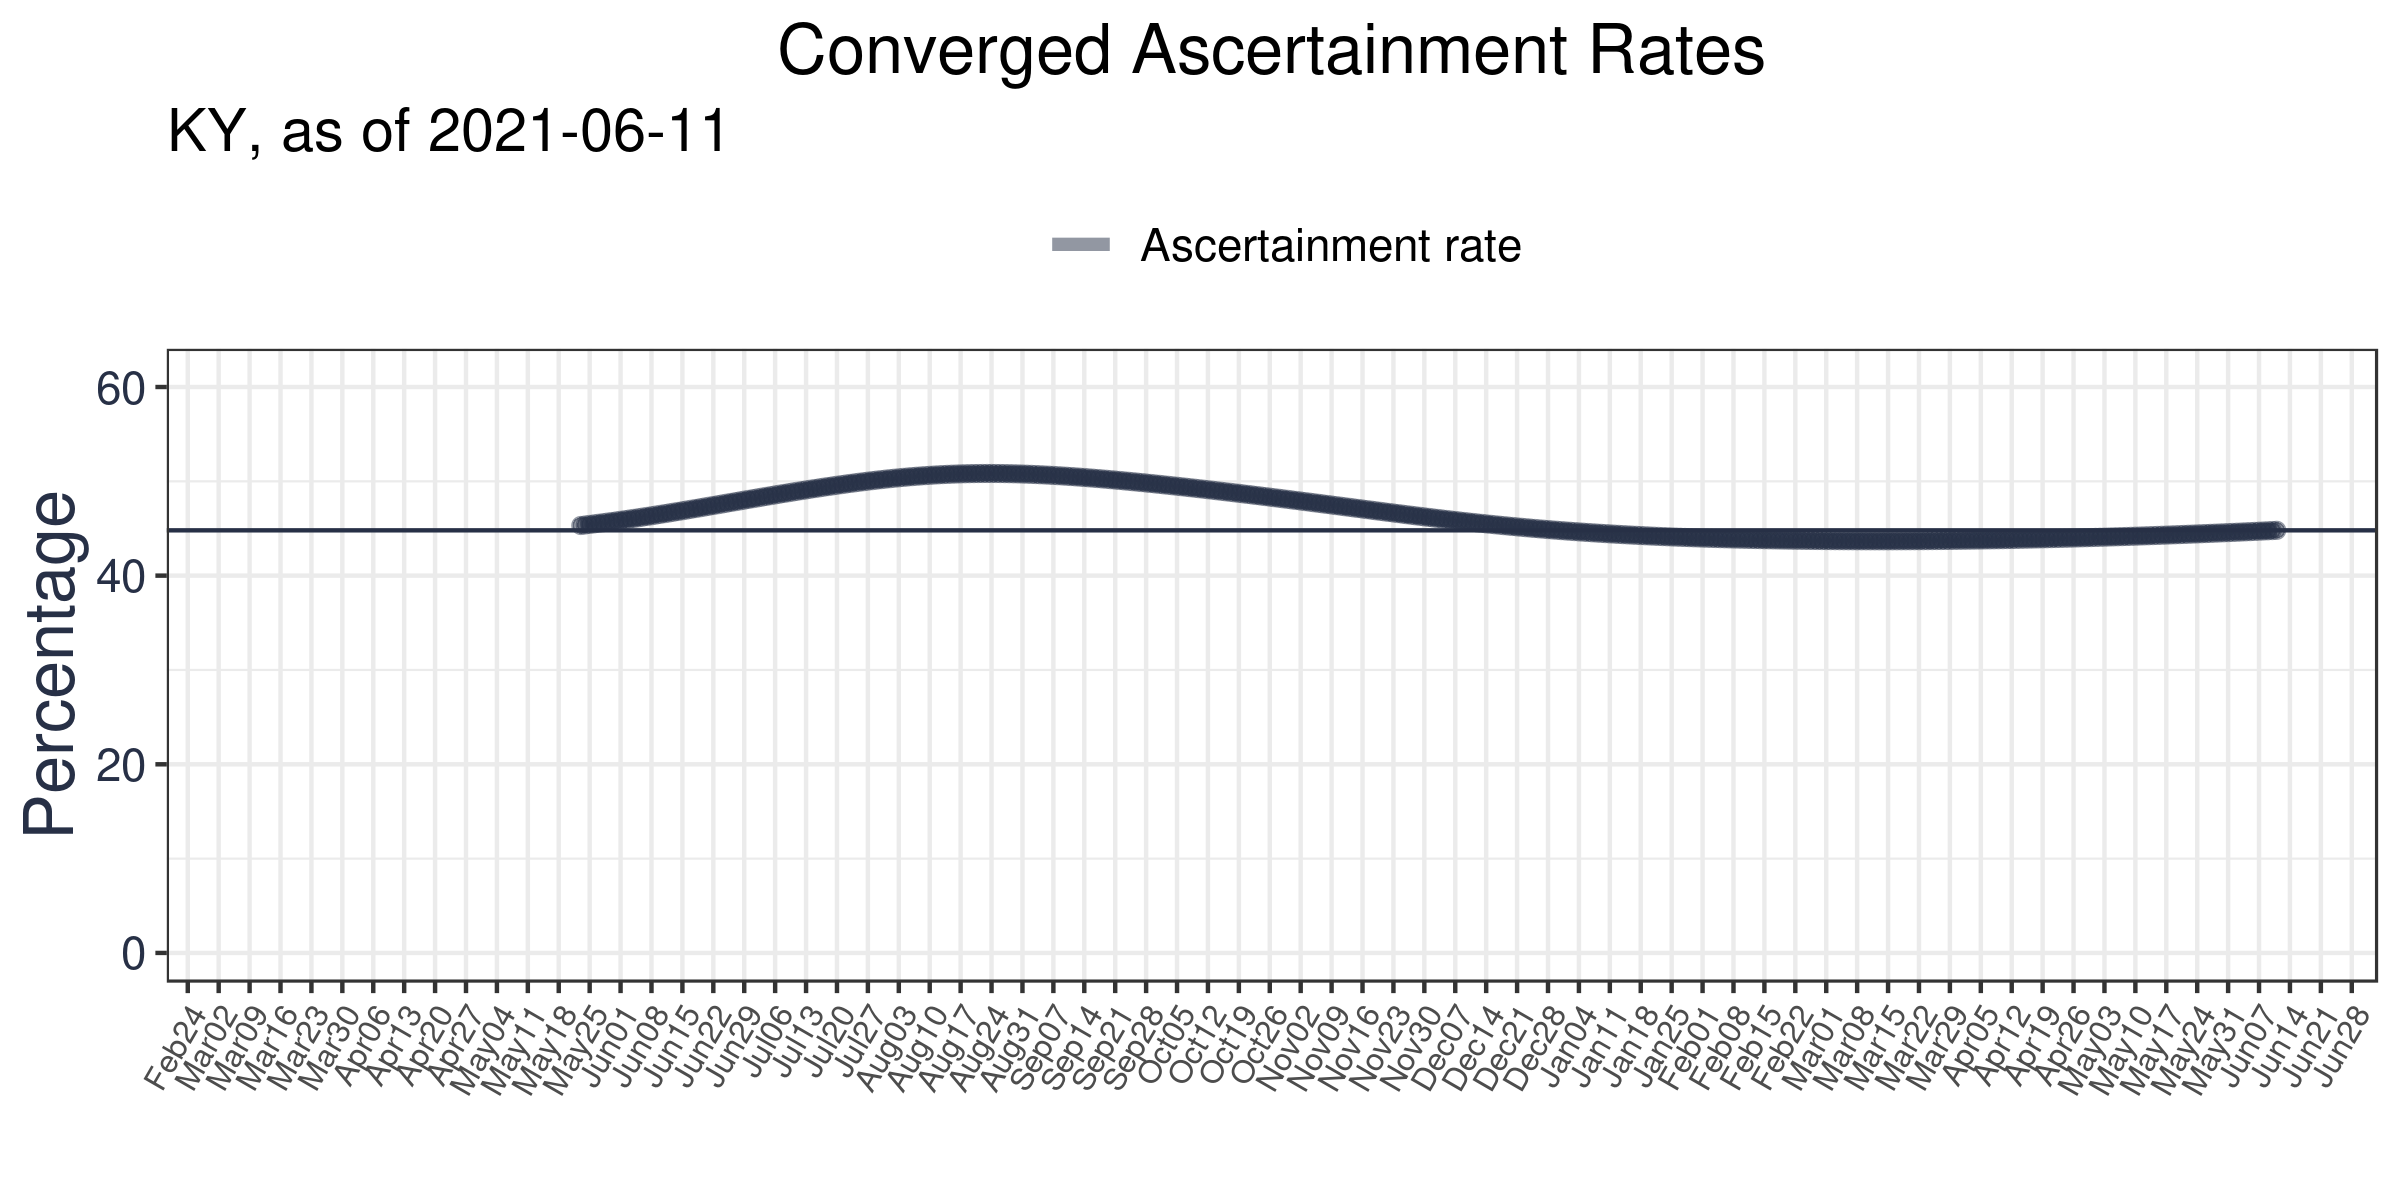 Converged Ascertainment Rates
KY, as of 2021-06-11
Ascertainment rate
Percentage
60
40
20
0
Feb24 Mar02 Mar09 Mar16 Mar23 Mar30 Apr06 Apr13 Apr20 Apr27 May04 May11 May18 May25 Jun01 Jun08 Jun15 Jun22 Jun29 Jul06 Jul13 Jul20 Jul27 Aug03 Aug10 Aug17 Aug24 Aug31 Sep07 Sep14 Sep21 Sep28 Oct05 Oct12 Oct19 Oct26 Nov02 Nov09 Nov16 Nov23 Nov30 Dec07 Dec14 Dec21 Dec28 Jan04 Jan11 Jan18 Jan25 Feb01 Feb08 Feb15 Feb22 Mar01 Mar08 Mar15 Mar22 Mar29 Apr05 Apr12 Apr19 Apr26 May03 May10 May17 May24 May31 Jun07 Jun14 Jun21 Jun28